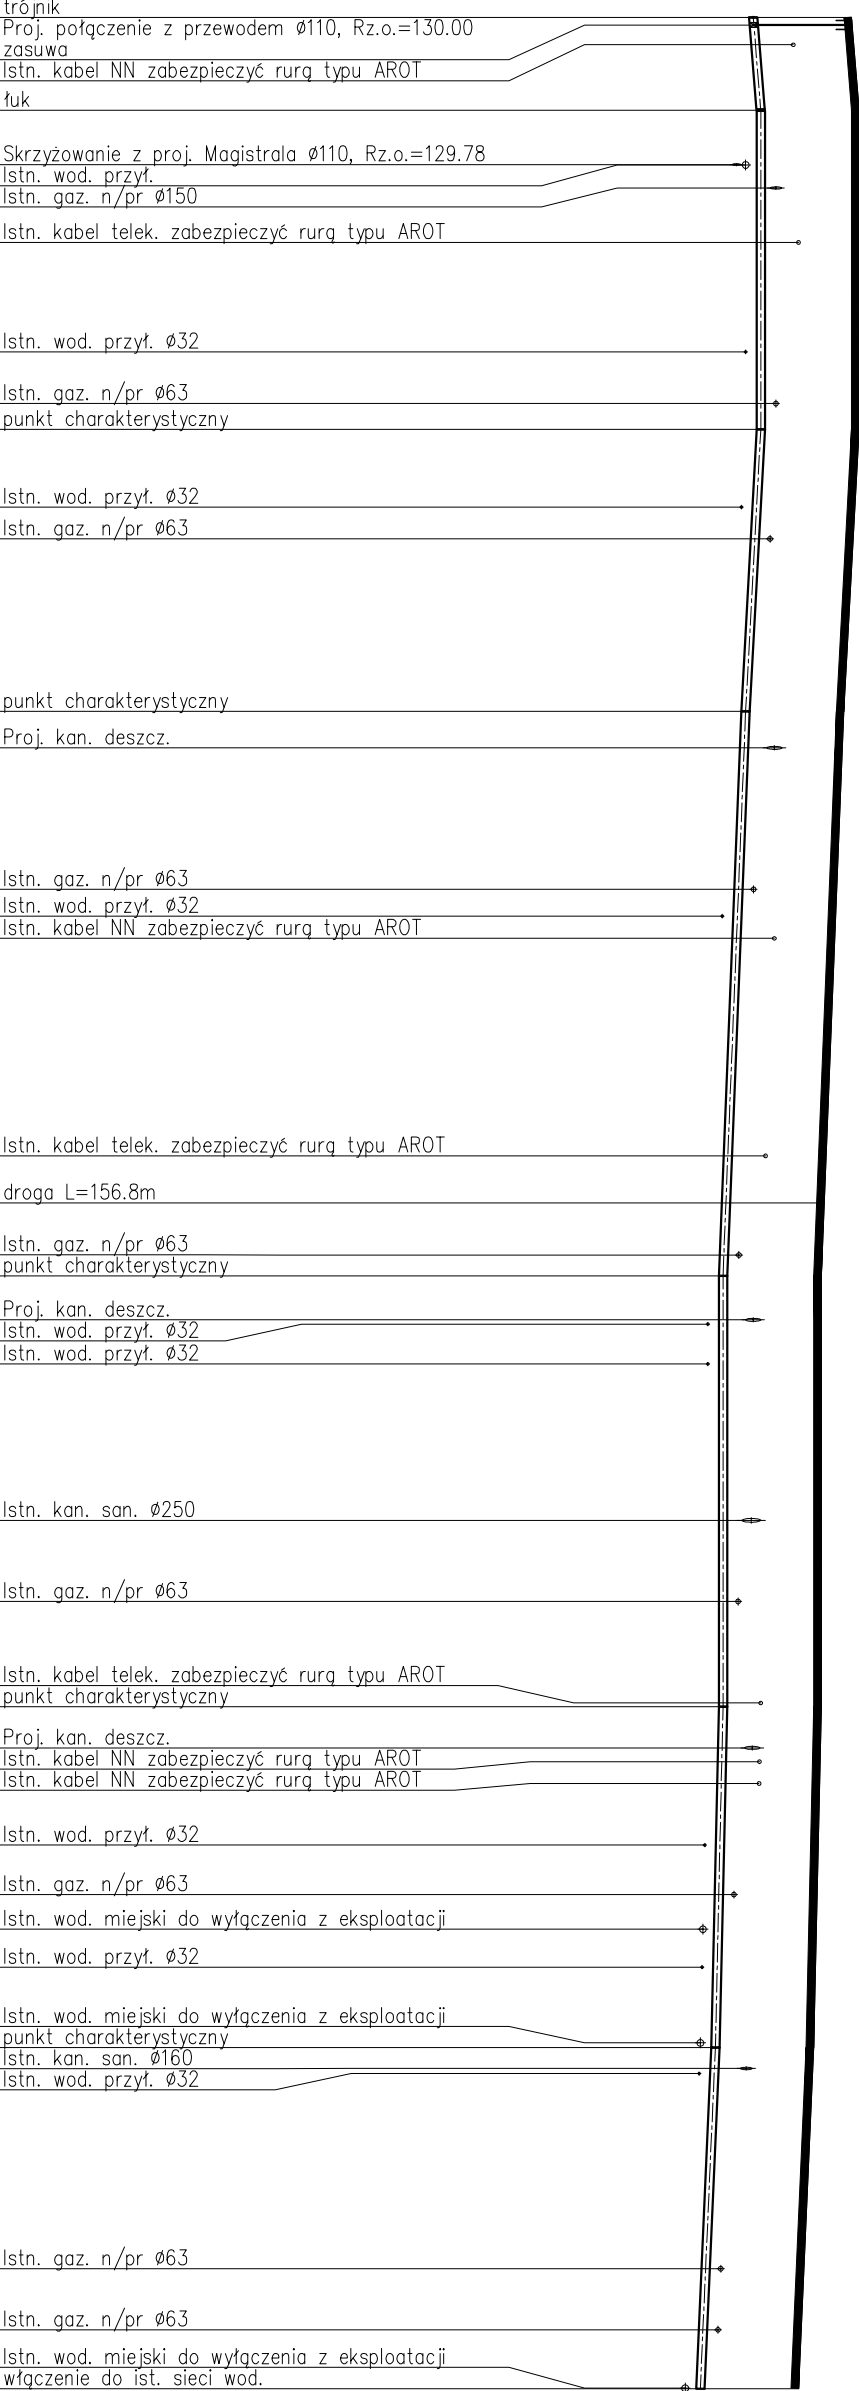 trójnik
Proj. połączenie z przewodem Ø110, Rz.o.=130.00
zasuwa
Istn. kabel NN zabezpieczyć rurą typu AROT
łuk
Skrzyżowanie z proj. Magistrala Ø110, Rz.o.=129.78
Istn. wod. przył.
Istn. gaz. n/pr Ø150
Istn. kabel telek. zabezpieczyć rurą typu AROT
Istn. wod. przył. Ø32
Istn. gaz. n/pr Ø63
punkt charakterystyczny
Istn. wod. przył. Ø32
Istn. gaz. n/pr Ø63
punkt charakterystyczny
Proj. kan. deszcz.
Istn. gaz. n/pr Ø63
Istn. wod. przył. Ø32
Istn. kabel NN zabezpieczyć rurą typu AROT
Istn. kabel telek. zabezpieczyć rurą typu AROT
droga L=156.8m
Istn. gaz. n/pr Ø63
punkt charakterystyczny
Proj. kan. deszcz.
Istn. wod. przył. Ø32
Istn. wod. przył. Ø32
Istn. kan. san. Ø250
Istn. gaz. n/pr Ø63
Istn. kabel telek. zabezpieczyć rurą typu AROT
punkt charakterystyczny
Proj. kan. deszcz.
Istn. kabel NN zabezpieczyć rurą typu AROT
Istn. kabel NN zabezpieczyć rurą typu AROT
Istn. wod. przył. Ø32
Istn. gaz. n/pr Ø63
Istn. wod. miejski do wyłączenia z eksploatacji
Istn. wod. przył. Ø32
Istn. wod. miejski do wyłączenia z eksploatacji
punkt charakterystyczny
Istn. kan. san. Ø160
Istn. wod. przył. Ø32
Istn. gaz. n/pr Ø63
Istn. gaz. n/pr Ø63
Istn. wod. miejski do wyłączenia z eksploatacji
włączenie do ist. sieci wod.